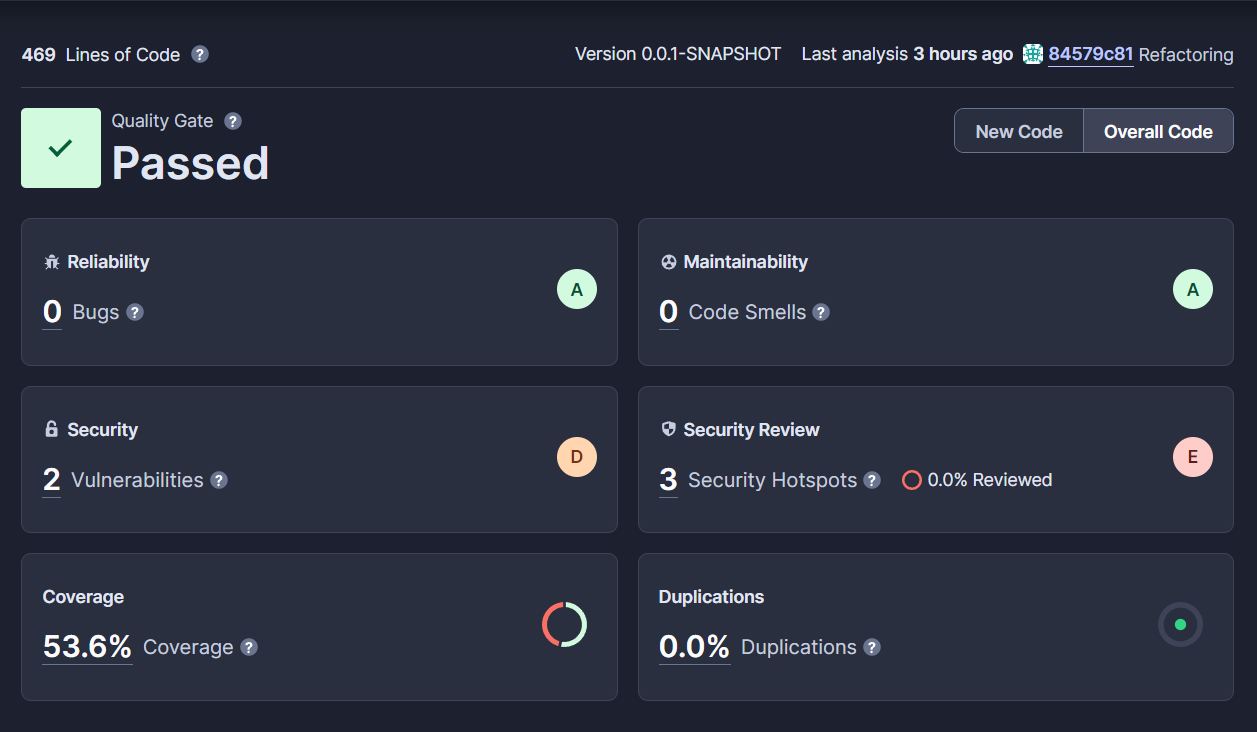 469 Lines of Code ?
Version 0.0.1-SNAPSHOT Last analysis 3 hours ago 84579c81 Refactoring
Quality Gate ?
Passed
New Code Overall Code
Reliability
0 Bugs ?
A
Maintainability
0 Code Smells ?
A
Security
2 Vulnerabilities ?
D
Security Review
3 Security Hotspots ? 0.0% Reviewed
E
Coverage
53.6% Coverage ?
Duplications
0.0% Duplications ?